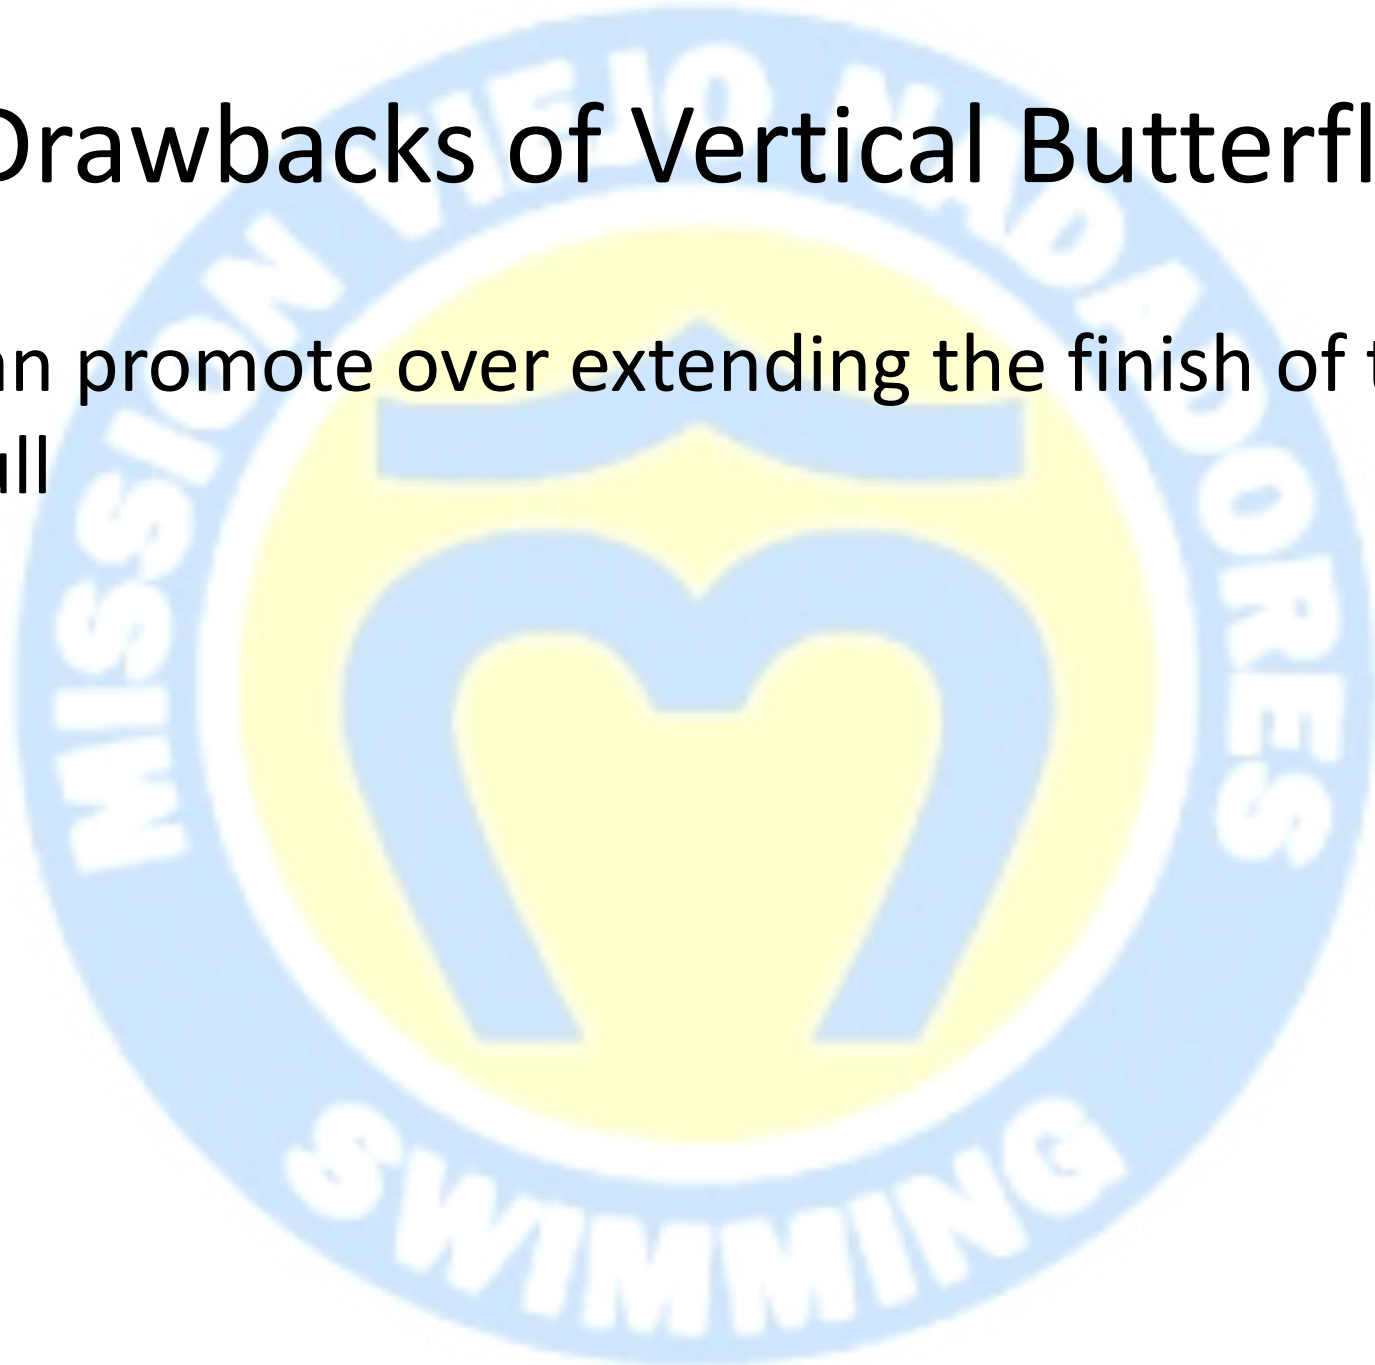 Drawbacks of Vertical Butterfl
an promote over extending the finish of t
ull
MISSION VIEJO NADADORES
SWIMMING